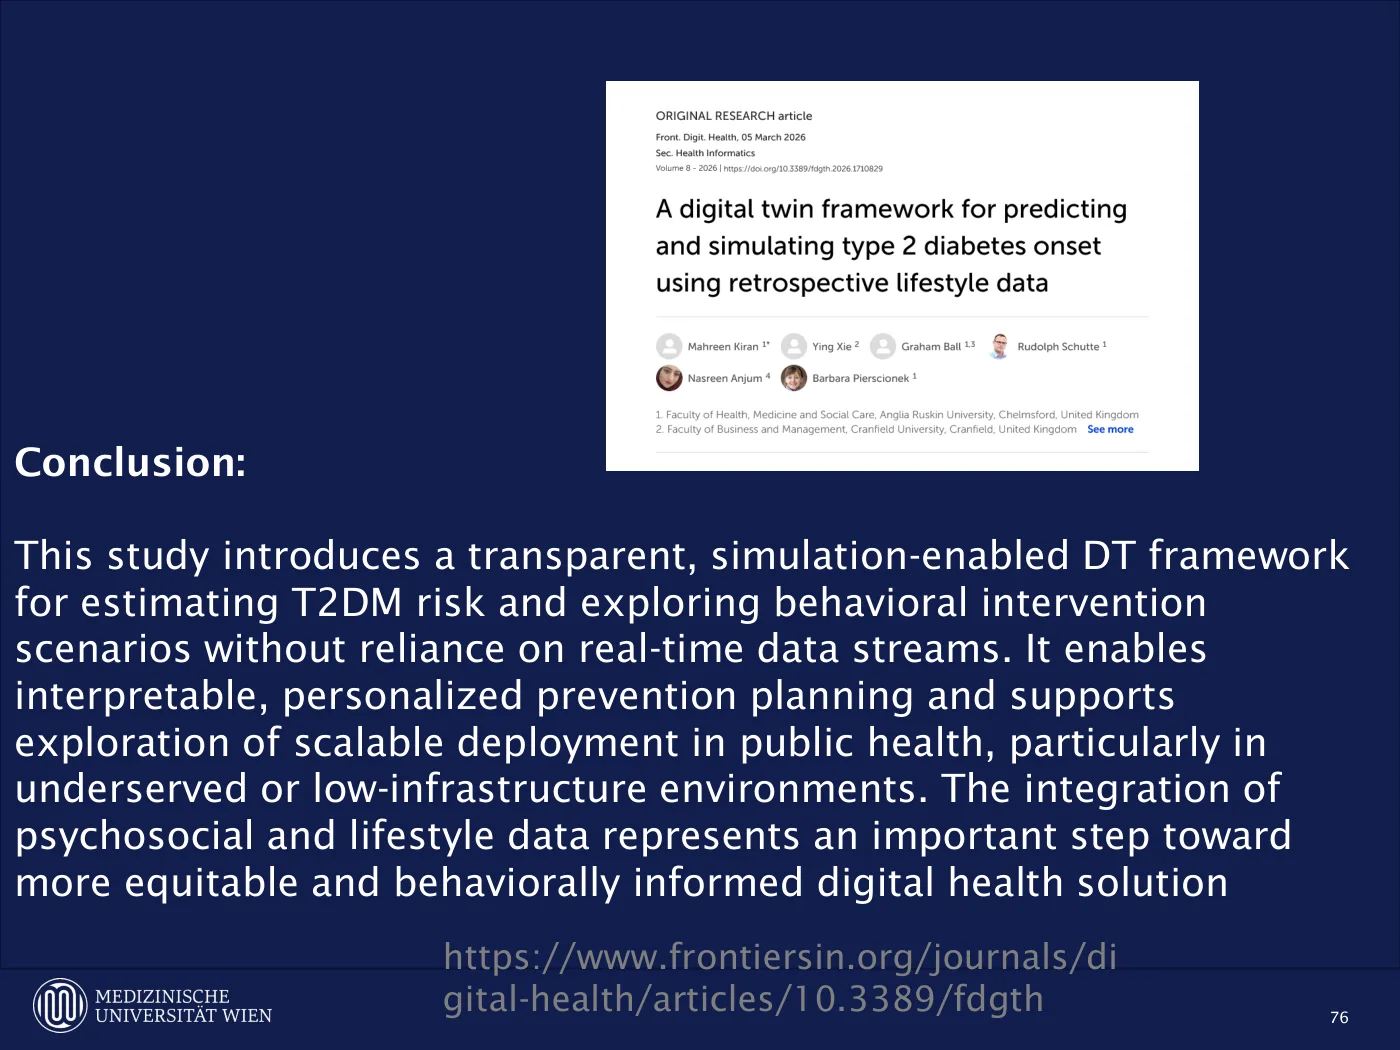 ORIGINAL RESEARCH article
Front. Digit. Health, 05 March 2026
Sec. Health Informatics
Volume 8 - 2026 | https://doi.org/10.3389/fdgth.2026.1710829
A digital twin framework for predicting
and simulating type 2 diabetes onset
using retrospective lifestyle data
Mahreen Kiran 1* Ying Xie 2 Graham Ball 1,3 Rudolph Schutte 1
Nasreen Anjum 4 Barbara Pierscionek 1
1. Faculty of Health, Medicine and Social Care, Anglia Ruskin University, Chelmsford, United Kingdom
2. Faculty of Business and Management, Cranfield University, Cranfield, United Kingdom See more
Conclusion:
This study introduces a transparent, simulation-enabled DT framework
for estimating T2DM risk and exploring behavioral intervention
scenarios without reliance on real-time data streams. It enables
interpretable, personalized prevention planning and supports
exploration of scalable deployment in public health, particularly in
underserved or low-infrastructure environments. The integration of
psychosocial and lifestyle data represents an important step toward
more equitable and behaviorally informed digital health solution
https://www.frontiersin.org/journals/di
gital-health/articles/10.3389/fdgth
MEDIZINISCHE
UNIVERSITÄT WIEN
76